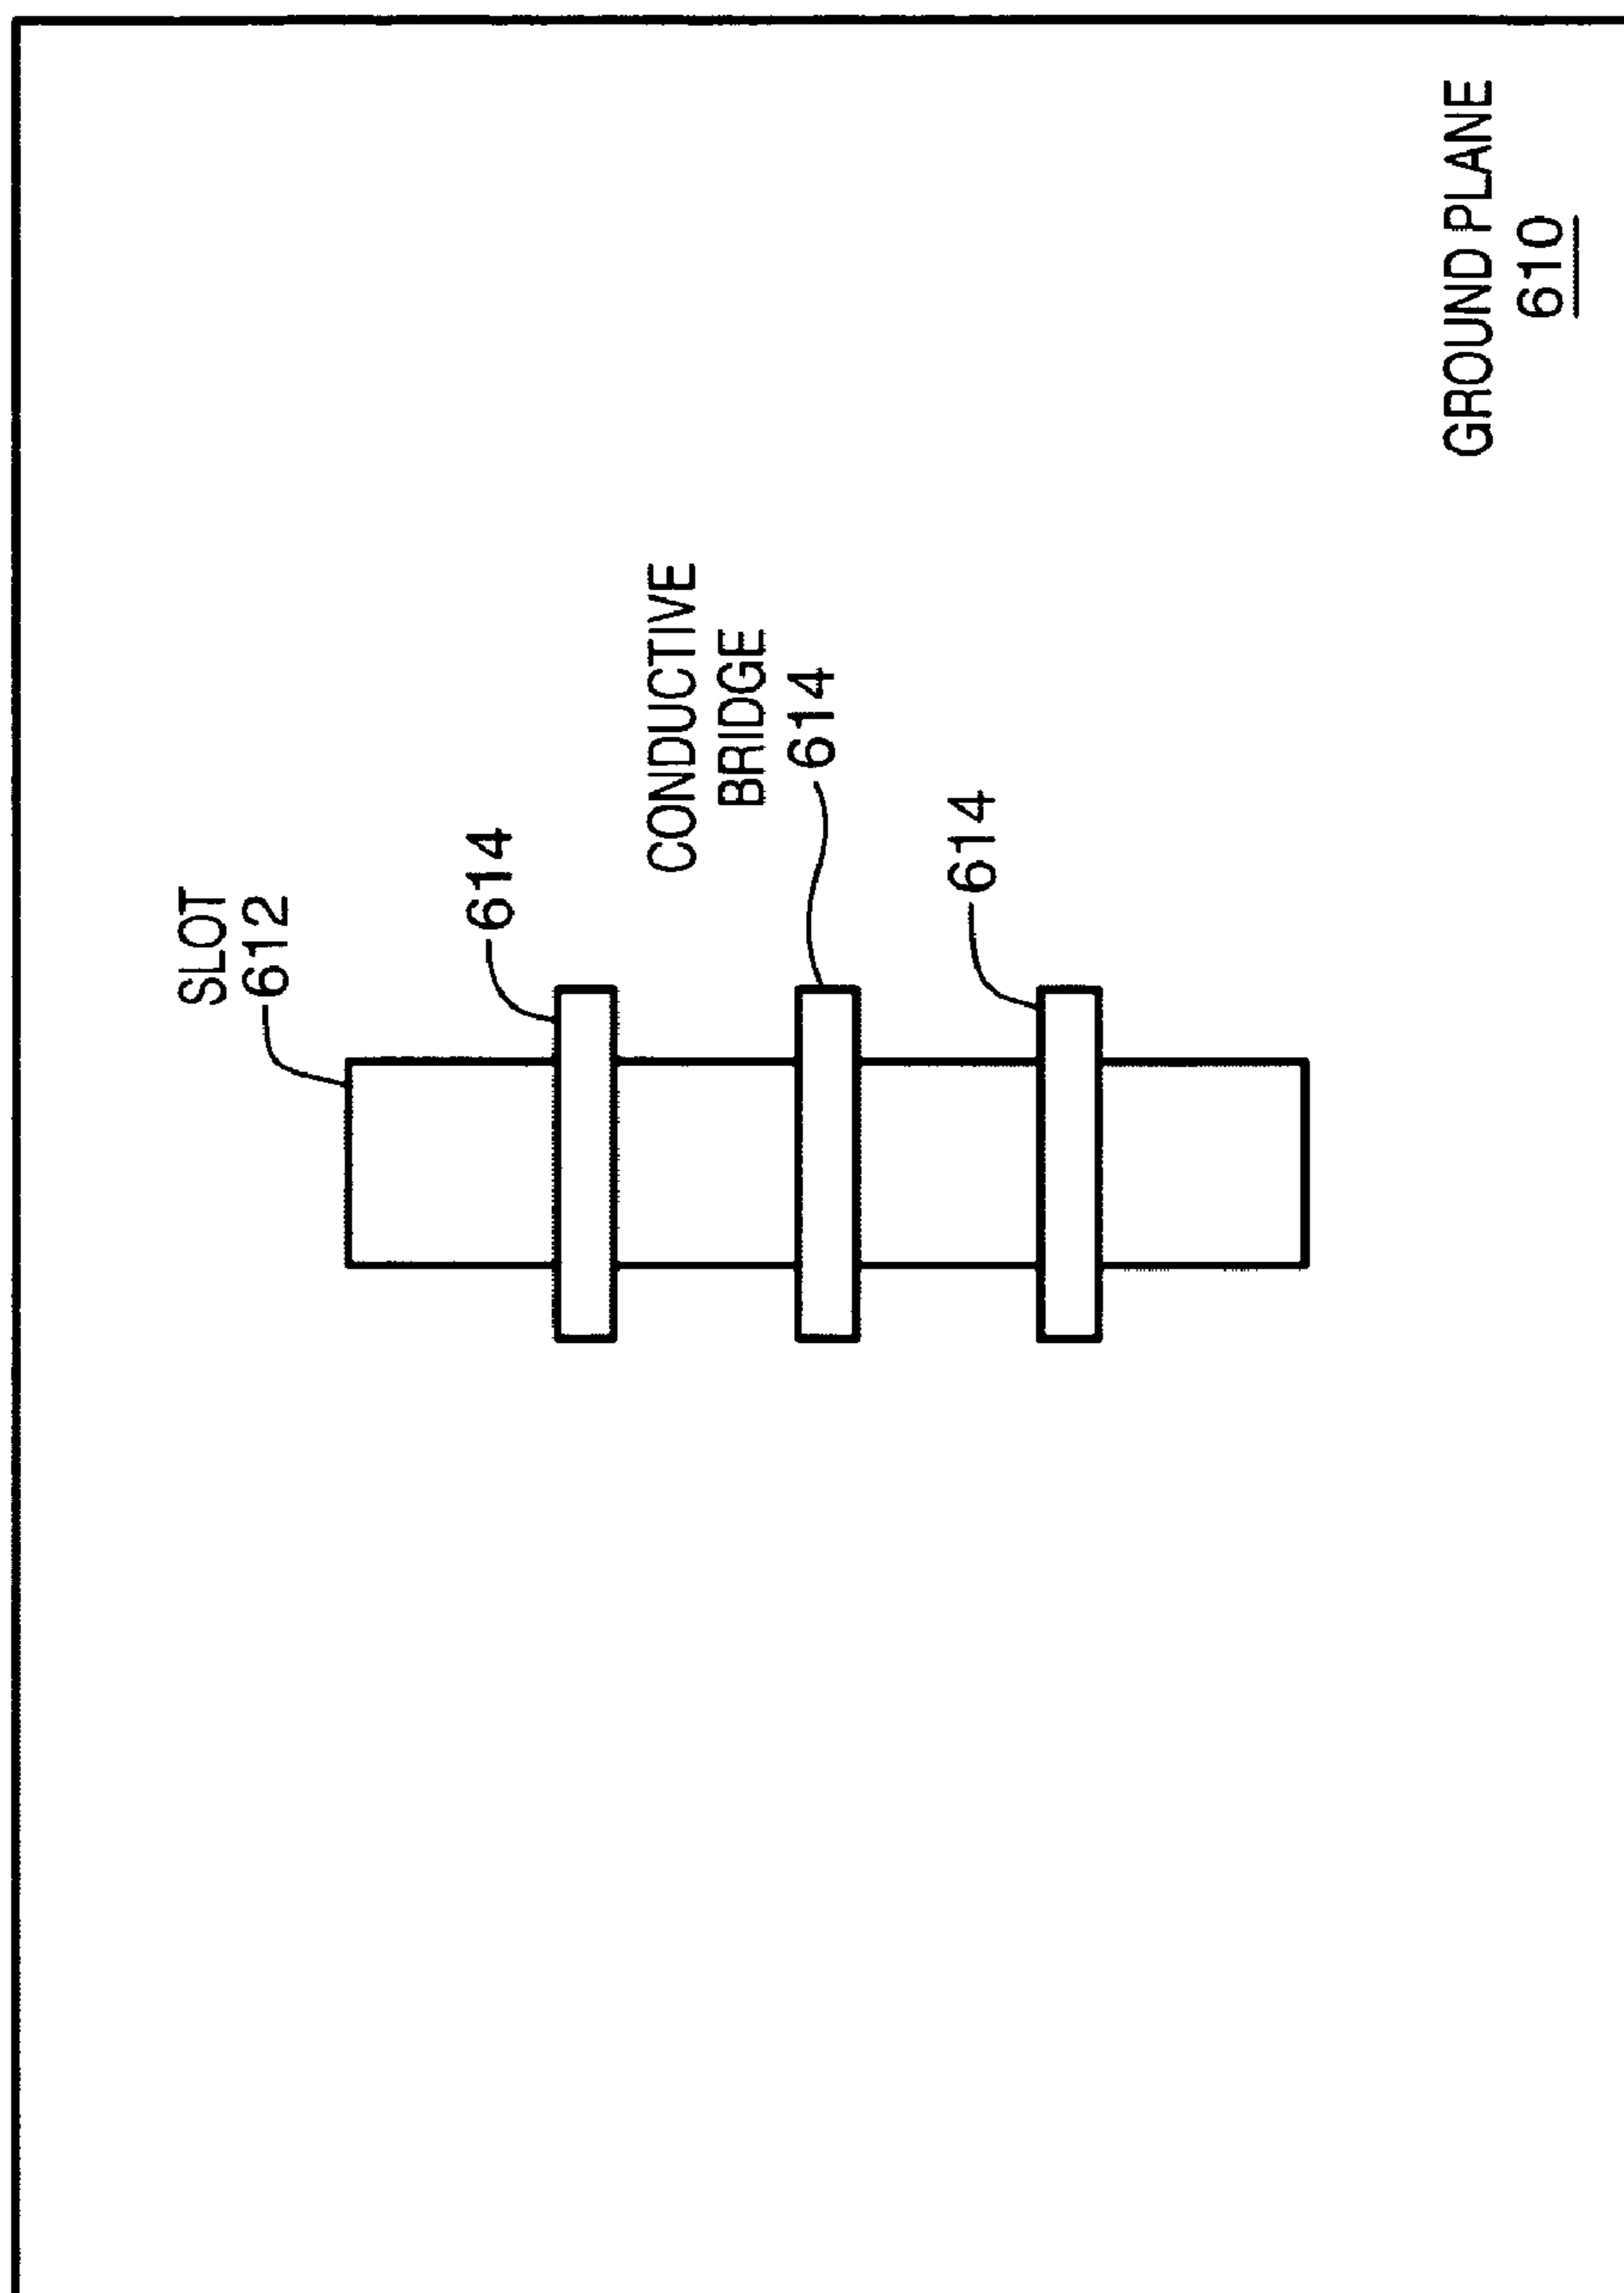 SLOT
612
614
CONDUCTIVE
BRIDGE
614
614
GROUND PLANE
610